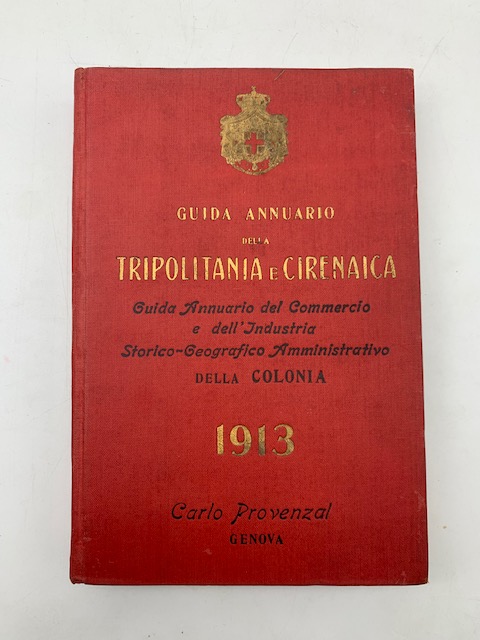 GUIDA ANNUARIO
DELLA
TRIPOLITANIA E CIRENAICA
Guida Annuario del Commercio
e dell'Industria
Storico-Geografico Amministrativo
DELLA COLONIA
1913
Carlo Provenzal
GENOVA